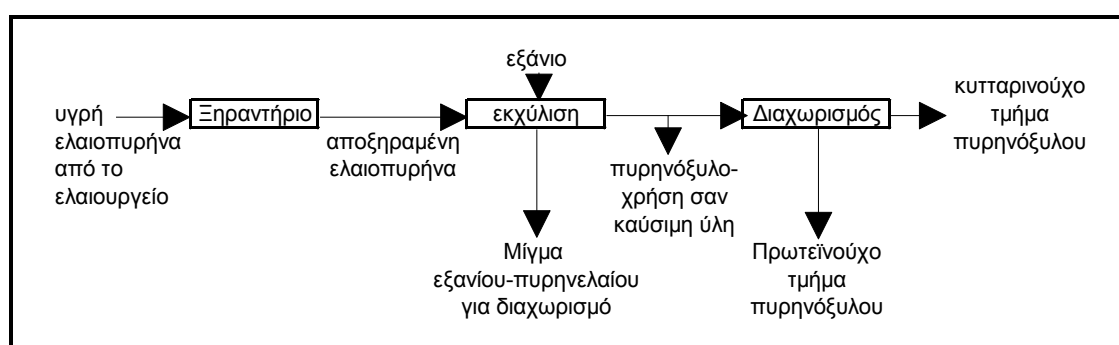 εξάνιο
υγρή
ελαιοπυρήνα
από το
ελαιουργείο
Ξηραντήριο
αποξηραμένη
ελαιοπυρήνα
εκχύλιση
πυρηνόξυλο-
χρήση σαν
καύσιμη ύλη
Διαχωρισμός
κυτταρινούχο
τμήμα
πυρηνόξυλου
Μίγμα
εξανίου-πυρηνελαίου
για διαχωρισμό
Πρωτεϊνούχο
τμήμα
πυρηνόξυλου